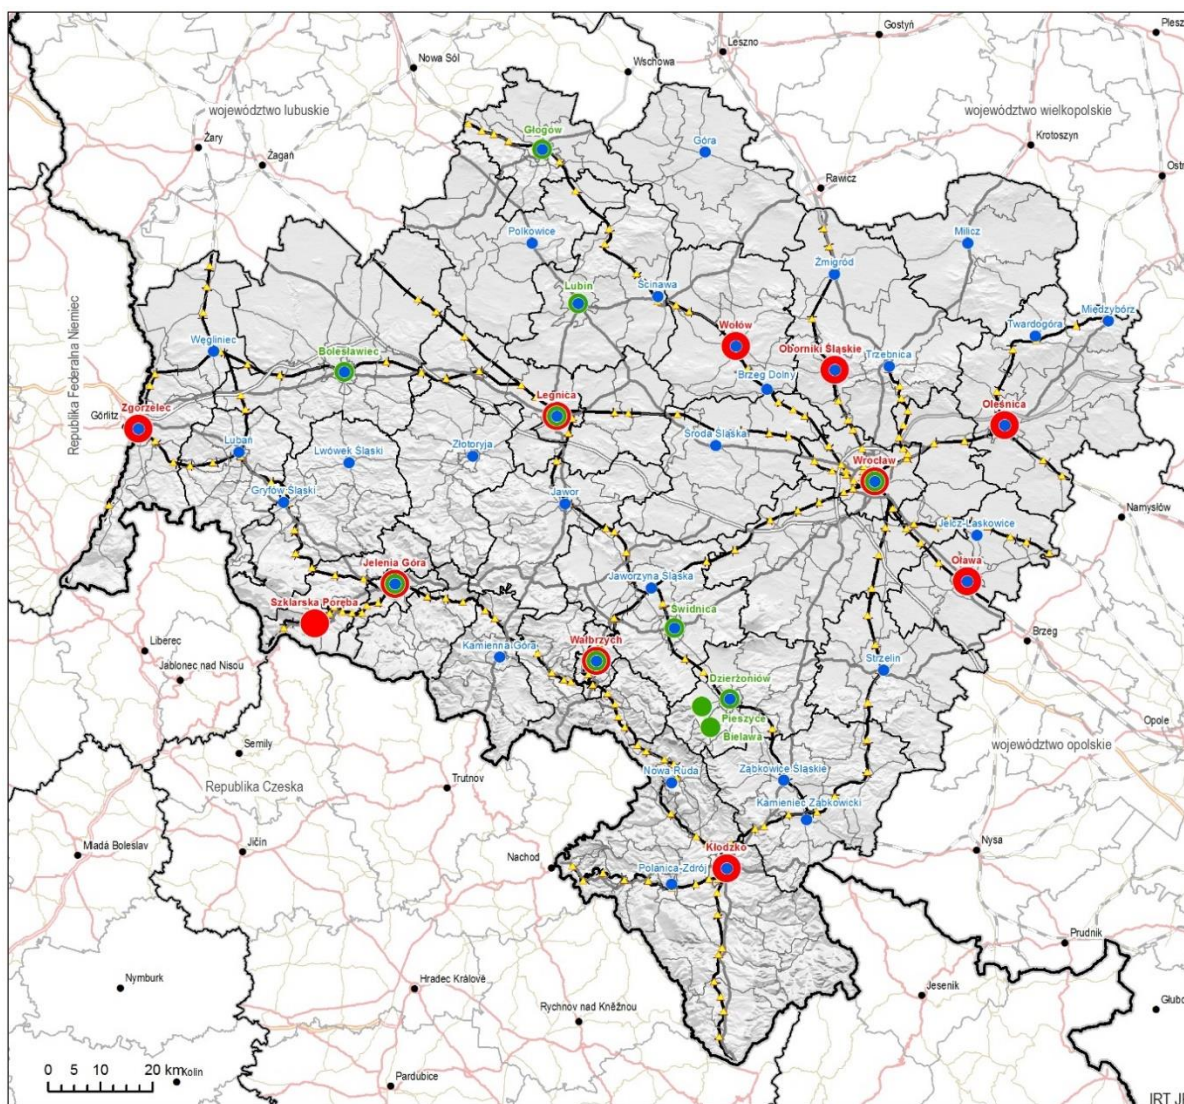 Gostyń
Plesz
Leszno
Nowa Sól
Wschowa
województwo lubuskie
województwo wielkopolskie
Głogów
Żary
Góra
Krotoszyn
Żagań
Rawicz
Ostr
Polkowice
Milicz
Żmigród
Lubin
Ścinawa
Republika Federalna Niemiec
Międzybórz
Wołów
Twardogóra
Węgliniec
Oborniki Śląskie
Trzebnica
Bolesławiec
Brzeg Dolny
Legnica
Görlitz
Zgorzelec
Oleśnica
Lubań
Lwówek Śląski
Złotoryja
Środa Śląska
Wrocław
Gryfów Śląski
Jawor
Namysłów
Jelcz-Laskowice
Jelenia Góra
Oława
Jaworzyna Śląska
Szklarska Poręba
Świdnica
Liberec
Wałbrzych
Brzeg
Kamienna Góra
Jablonec nad Nisou
Strzelin
Dzierżoniów
Pieszyce
Opole
Bielawa
Semily
województwo opolskie
Trutnov
Nowa Ruda
Ząbkowice Śląskie
Republika Czeska
Kamieniec Ząbkowicki
Mladá Boleslav
Jičín
Nysa
Kłodzko
Nachod
Polanica-Zdrój
Prudnik
Nymburk
Hradec Králové
Jesenik
Rychnov nad Kněžnou
Głubc
0 5 10 20 km
Kolín
Pardubice
IRT JP